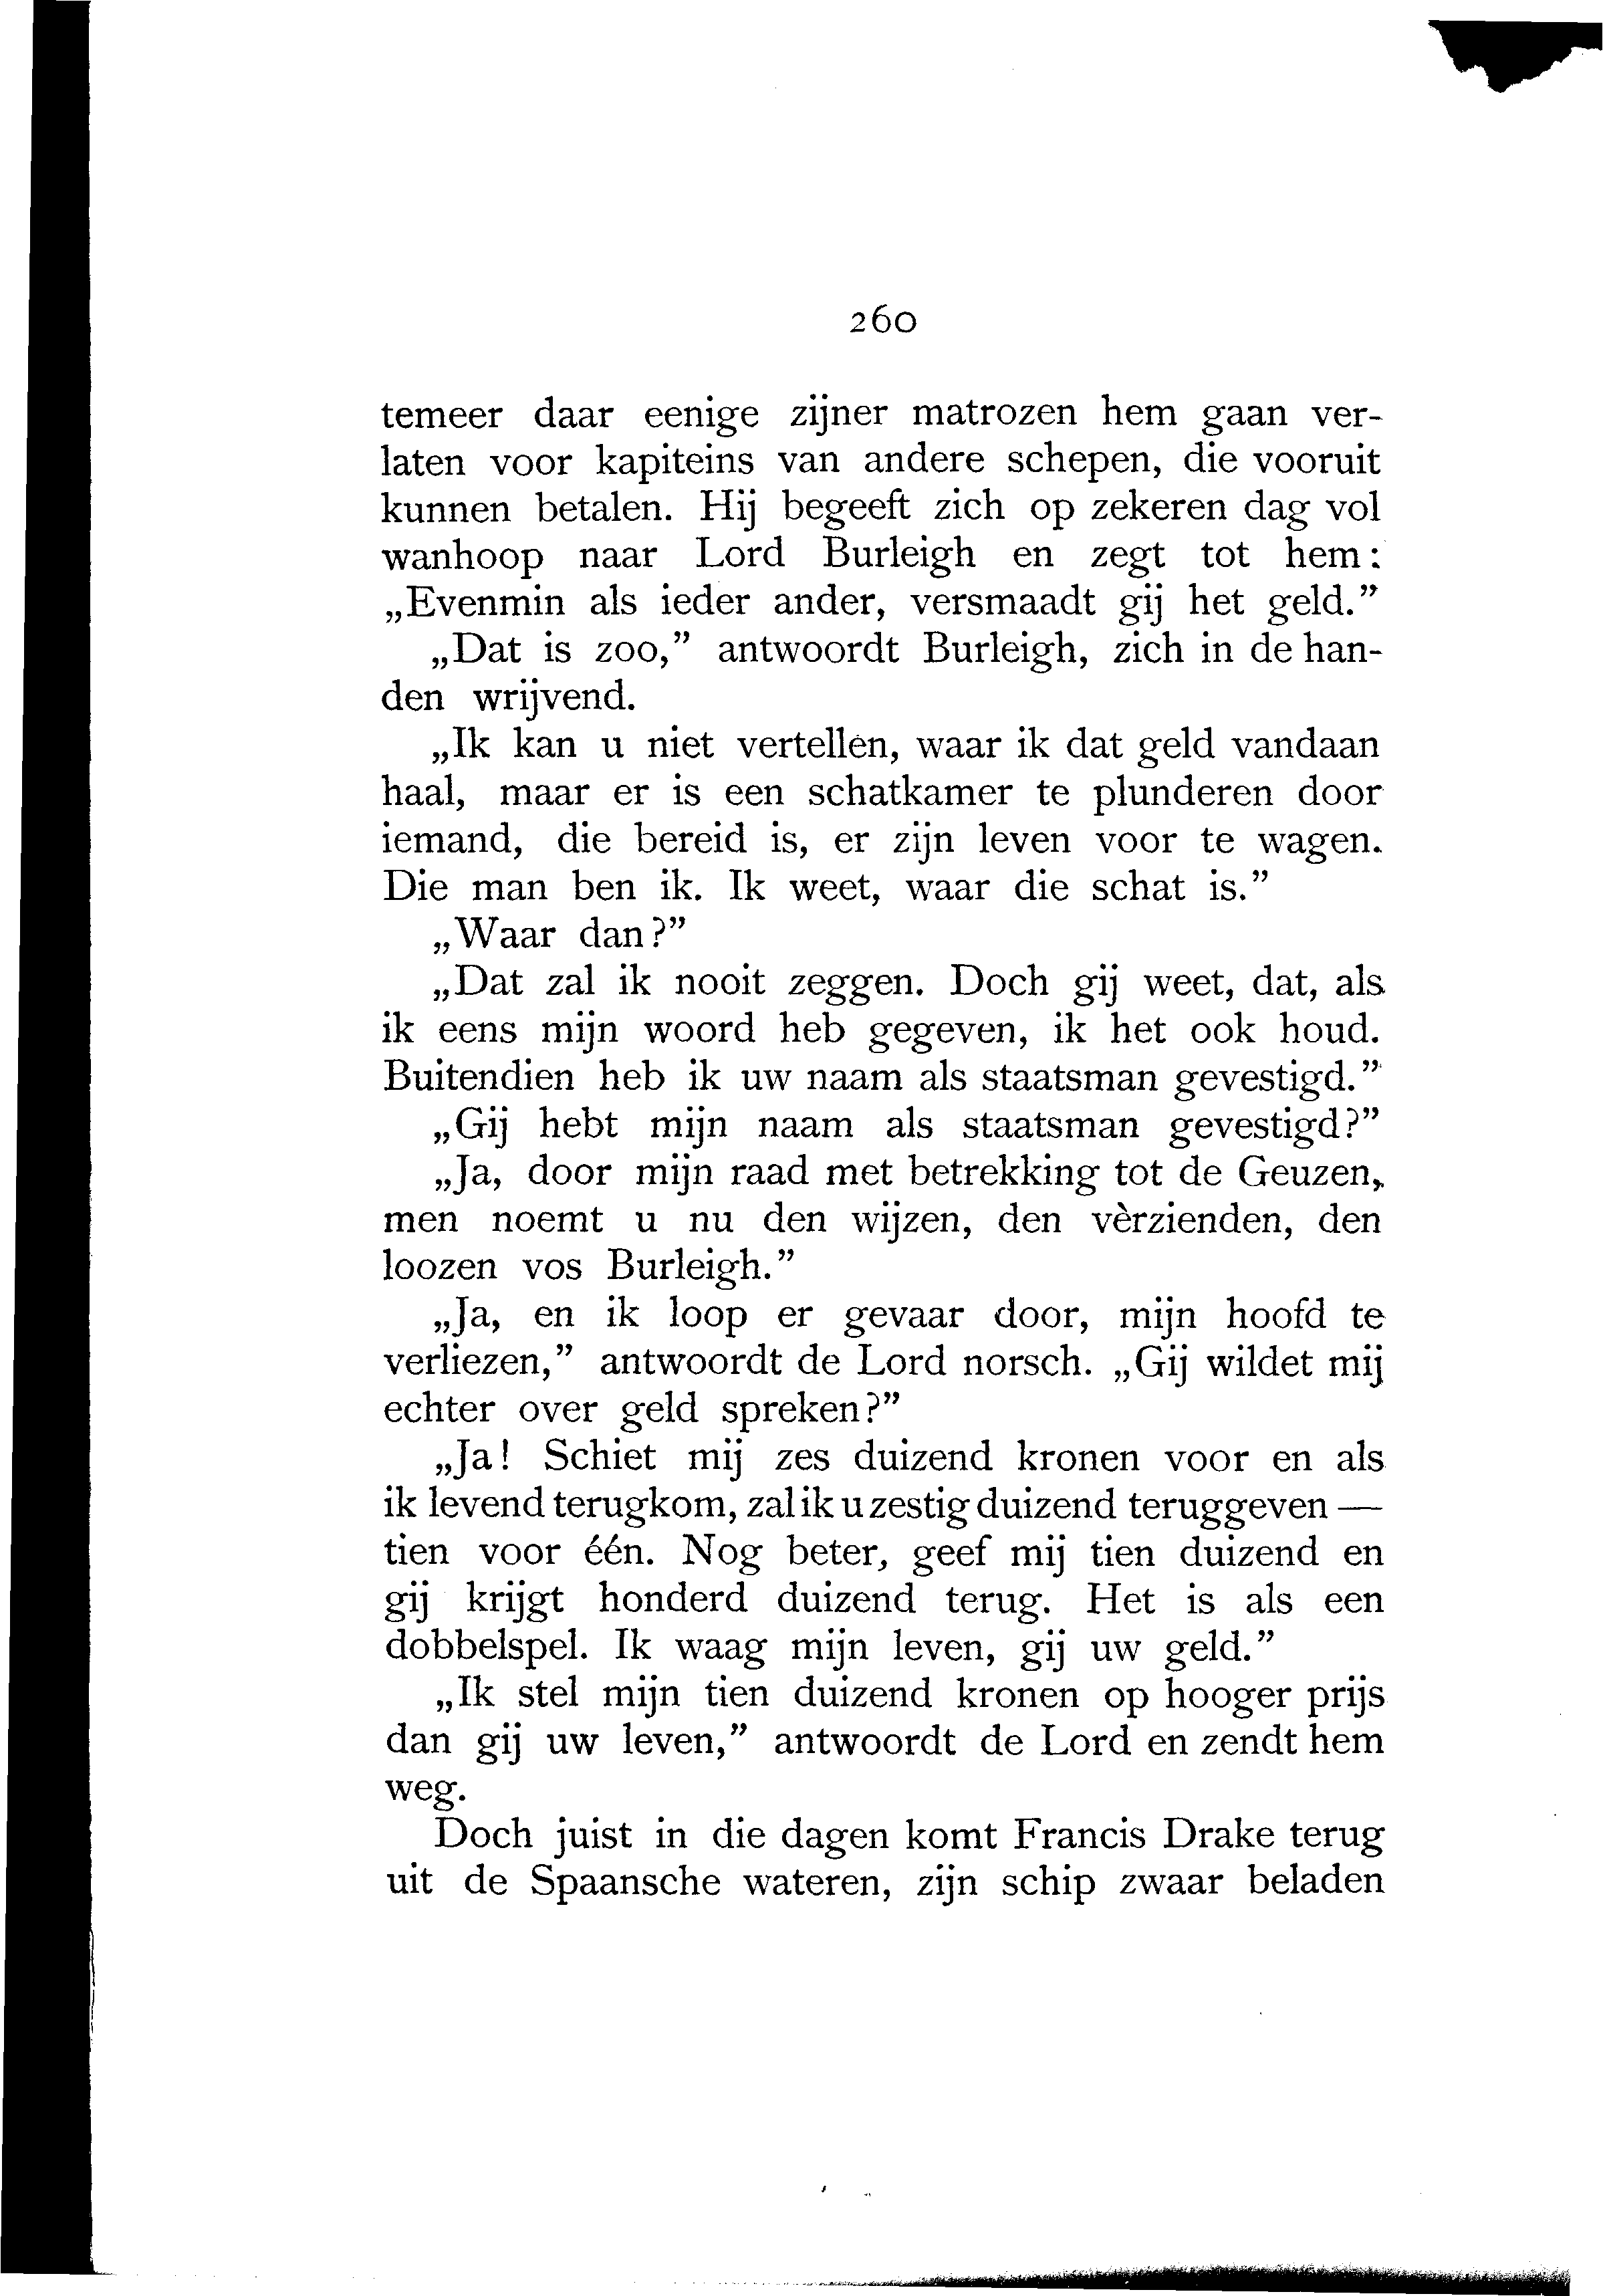 260
temeer daar eenige zijner matrozen hem gaan ver-
laten voor kapiteins van andere schepen, die vooruit
kunnen betalen. Hij begeeft zich op zekeren dag vol
wanhoop naar Lord Burleigh en zegt tot hem:
„Evenmin als ieder ander, versmaadt gij het geld.”
„Dat is zoo,” antwoordt Burleigh, zich in de han-
den wrijvend.
„Ik kan u niet vertellen, waar ik dat geld vandaan
haal, maar er is een schatkamer te plunderen door
iemand, die bereid is, er zijn leven voor te wagen.
Die man ben ik. Ik weet, waar die schat is.”
„Waar dan?”
„Dat zal ik nooit zeggen. Doch gij weet, dat, als
ik eens mijn woord heb gegeven, ik het ook houd.
Buitendien heb ik uw naam als staatsman gevestigd.”
„Gij hebt mijn naam als staatsman gevestigd?”
„Ja, door mijn raad met betrekking tot de Geuzen,
men noemt u nu den wijzen, den vèrzienden, den
loozen vos Burleigh.”
„Ja, en ik loop er gevaar door, mijn hoofd te
verliezen,” antwoordt de Lord norsch. „Gij wildet mij
echter over geld spreken?”
„Ja! Schiet mij zes duizend kronen voor en als
ik levend terugkom, zal ik u zestig duizend teruggeven —
tien voor één. Nog beter, geef mij tien duizend en
gij krijgt honderd duizend terug. Het is als een
dobbelspel. Ik waag mijn leven, gij uw geld.”
„Ik stel mijn tien duizend kronen op hooger prijs
dan gij uw leven,” antwoordt de Lord en zendt hem
weg.
Doch juist in die dagen komt Francis Drake terug
uit de Spaansche wateren, zijn schip zwaar beladen